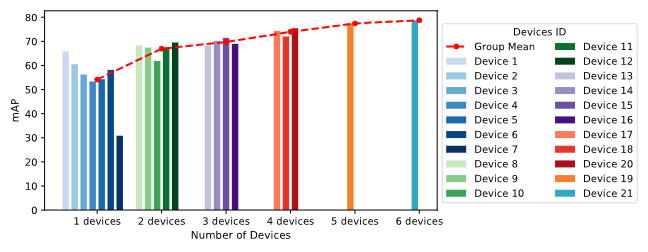 80
70
60
50
40
30
20
10
0
mAP
1 devices
2 devices
3 devices
4 devices
5 devices
6 devices
Number of Devices
Devices ID
Group Mean
Device 1
Device 2
Device 3
Device 4
Device 5
Device 6
Device 7
Device 8
Device 9
Device 10
Device 11
Device 12
Device 13
Device 14
Device 15
Device 16
Device 17
Device 18
Device 20
Device 19
Device 21